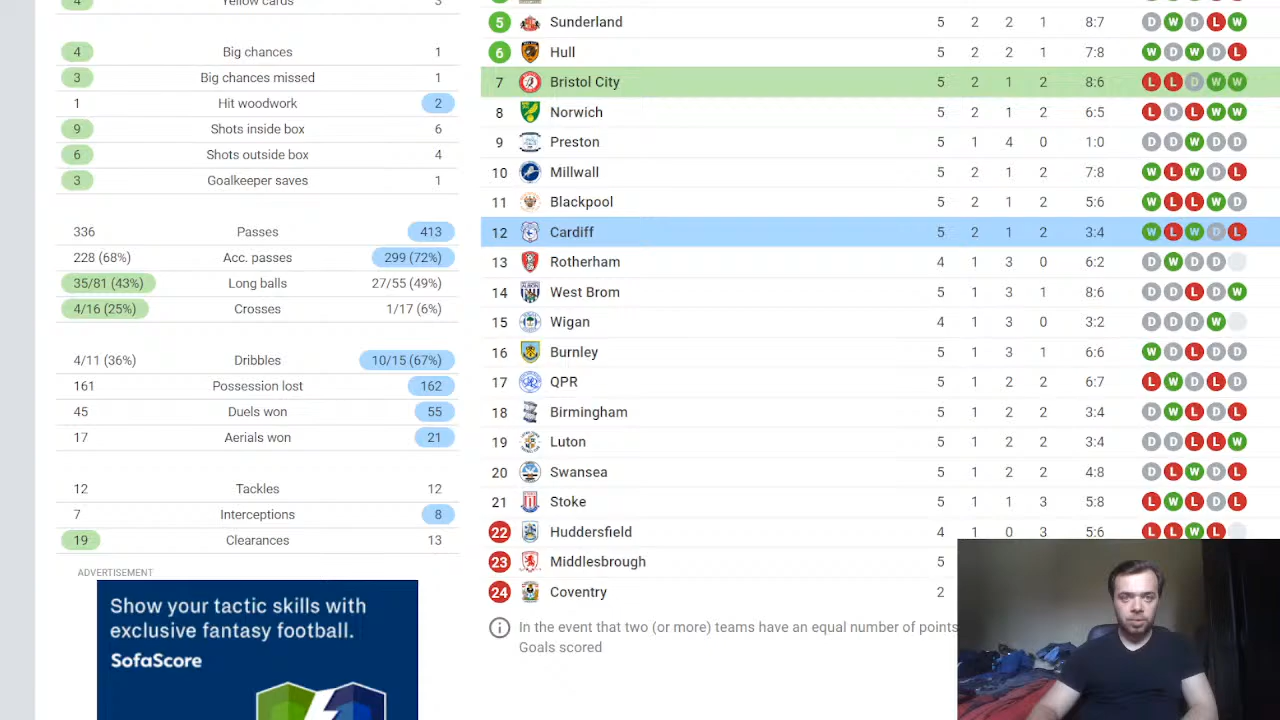 4 Yellow cards 3
4 Big chances 1
3 Big chances missed 1
1 Hit woodwork 2
9 Shots inside box 6
6 Shots outside box 4
3 Goalkeeper saves 1
336 Passes 413
228 (68%) Acc. passes 299 (72%)
35/81 (43%) Long balls 27/55 (49%)
4/16 (25%) Crosses 1/17 (6%)
4/11 (36%) Dribbles 10/15 (67%)
161 Possession lost 162
45 Duels won 55
17 Aerials won 21
12 Tackles 12
7 Interceptions 8
19 Clearances 13
ADVERTISEMENT
Show your tactic skills with
exclusive fantasy football.
SofaScore
5 Sunderland 5 2 2 1 8:7 D W D L W
6 Hull 5 2 2 1 7:8 W D W D L
7 Bristol City 5 2 1 2 8:6 L L D W W
8 Norwich 5 2 1 2 6:5 L D L W W
9 Preston 5 1 4 0 1:0 D D W D D
10 Millwall 5 2 1 2 7:8 W L W D L
11 Blackpool 5 2 1 2 5:6 W L L W D
12 Cardiff 5 2 1 2 3:4 W L W D L
13 Rotherham 4 1 3 0 6:2 D W D D
14 West Brom 5 1 3 1 8:6 D D L D W
15 Wigan 4 1 3 0 3:2 D D D W
16 Burnley 5 1 3 1 6:6 W D L D D
17 QPR 5 1 2 2 6:7 L W D L D
18 Birmingham 5 1 2 2 3:4 D W L D L
19 Luton 5 1 2 2 3:4 D D L L W
20 Swansea 5 1 2 2 4:8 D L W D L
21 Stoke 5 1 1 3 5:8 L W L D L
22 Huddersfield 4 1 0 3 5:6 L L W L
23 Middlesbrough 5
24 Coventry 2
In the event that two (or more) teams have an equal number of points
Goals scored